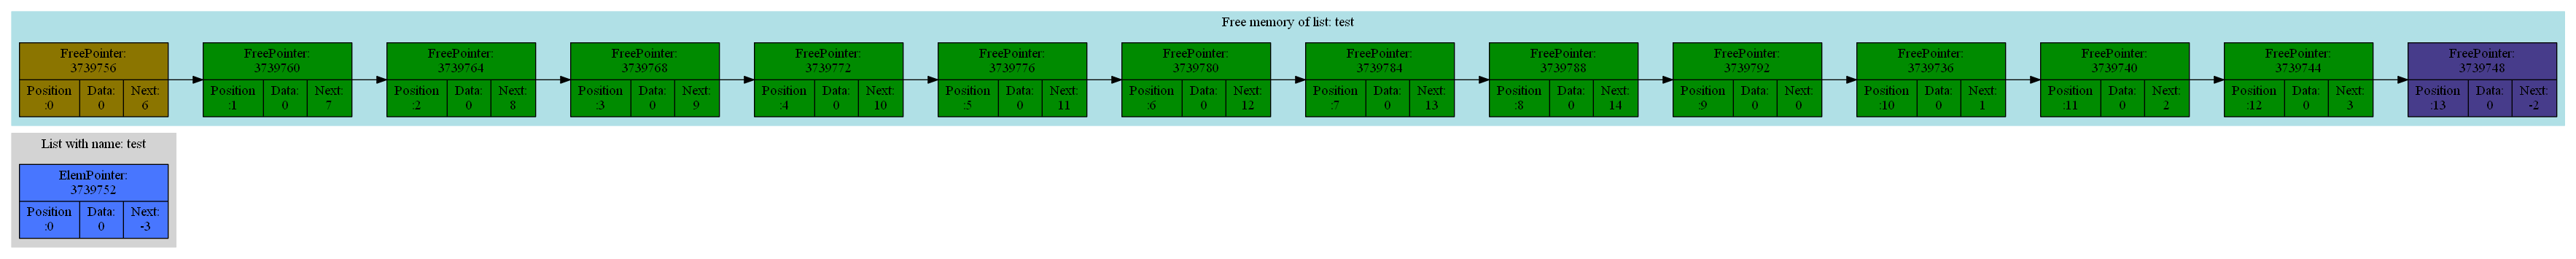 Free memory of list: test
FreePointer:
3739756
Position
:0
Data:
0
Next:
6
FreePointer:
3739760
Position
:1
Data:
0
Next:
7
FreePointer:
3739764
Position
:2
Data:
0
Next:
8
FreePointer:
3739768
Position
:3
Data:
0
Next:
9
FreePointer:
3739772
Position
:4
Data:
0
Next:
10
FreePointer:
3739776
Position
:5
Data:
0
Next:
11
FreePointer:
3739780
Position
:6
Data:
0
Next:
12
FreePointer:
3739784
Position
:7
Data:
0
Next:
13
FreePointer:
3739788
Position
:8
Data:
0
Next:
14
FreePointer:
3739792
Position
:9
Data:
0
Next:
0
FreePointer:
3739736
Position
:10
Data:
0
Next:
1
FreePointer:
3739740
Position
:11
Data:
0
Next:
2
FreePointer:
3739744
Position
:12
Data:
0
Next:
3
FreePointer:
3739748
Position
:13
Data:
0
Next:
-2
List with name: test
ElemPointer:
3739752
Position
:0
Data:
0
Next:
-3